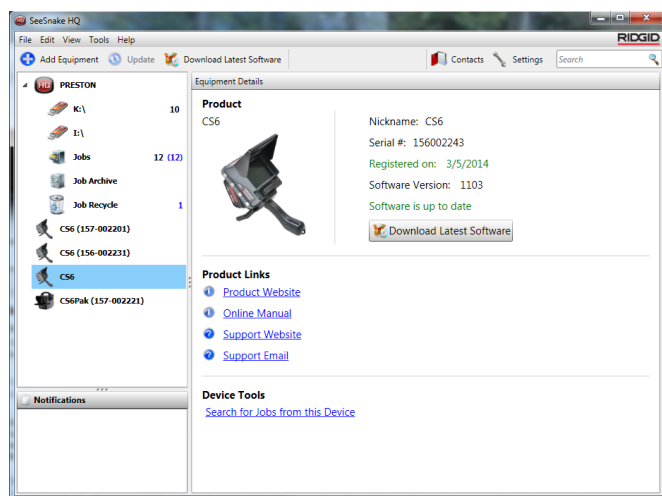 SeeSnake HQ
File Edit View Tools Help
RIDGID
Add Equipment Update Download Latest Software
Contacts Settings Search
HQ PRESTON
K:\ 10
I:\
Jobs 12 (12)
Job Archive
Job Recycle 1
CS6 (157-002201)
CS6 (156-002231)
CS6
CS6Pak (157-002221)
Notifications
Equipment Details
Product
CS6
Nickname: CS6
Serial #: 156002243
Registered on: 3/5/2014
Software Version: 1103
Software is up to date
Download Latest Software
Product Links
Product Website
Online Manual
Support Website
Support Email
Device Tools
Search for Jobs from this Device